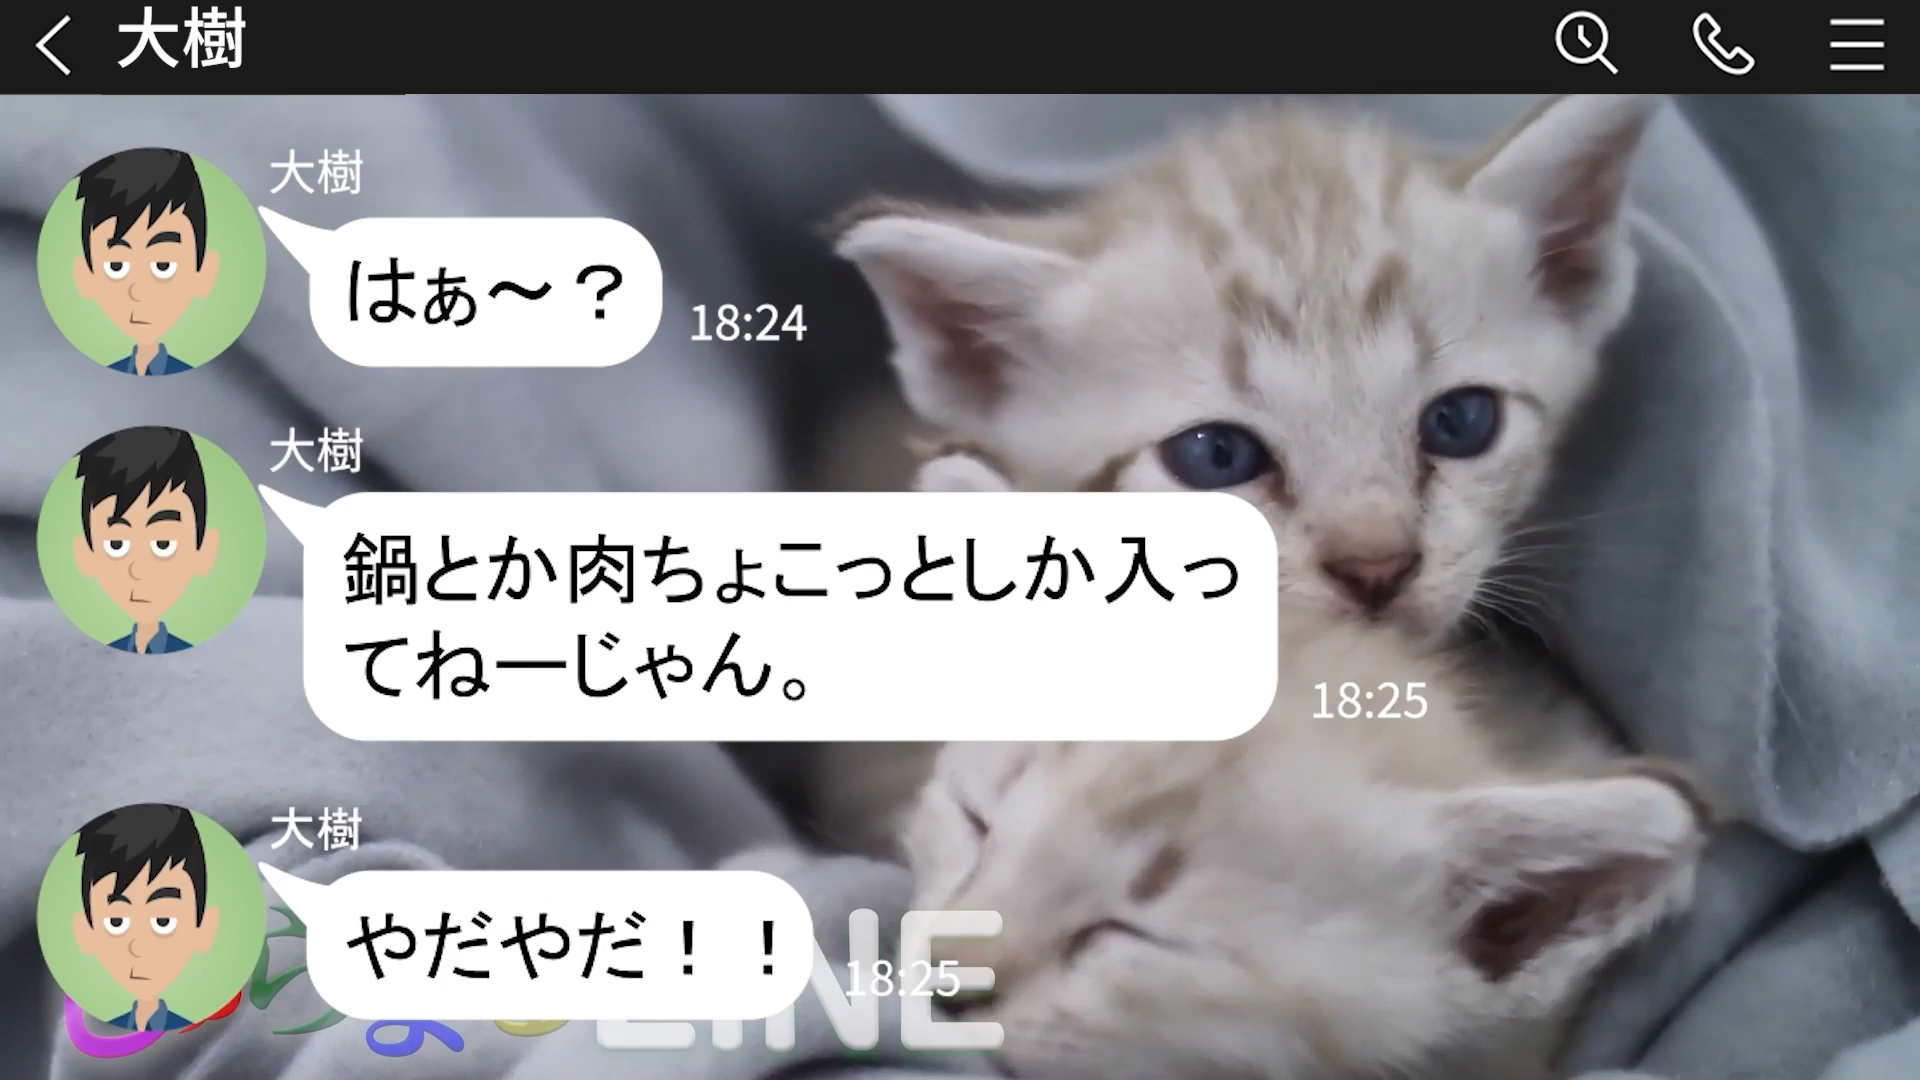 大樹
大樹
はぁ〜？
18:24
大樹
鍋とか肉ちょこっとしか入っ
てねーじゃん。
18:25
大樹
やだやだ！！
18:25
LINE